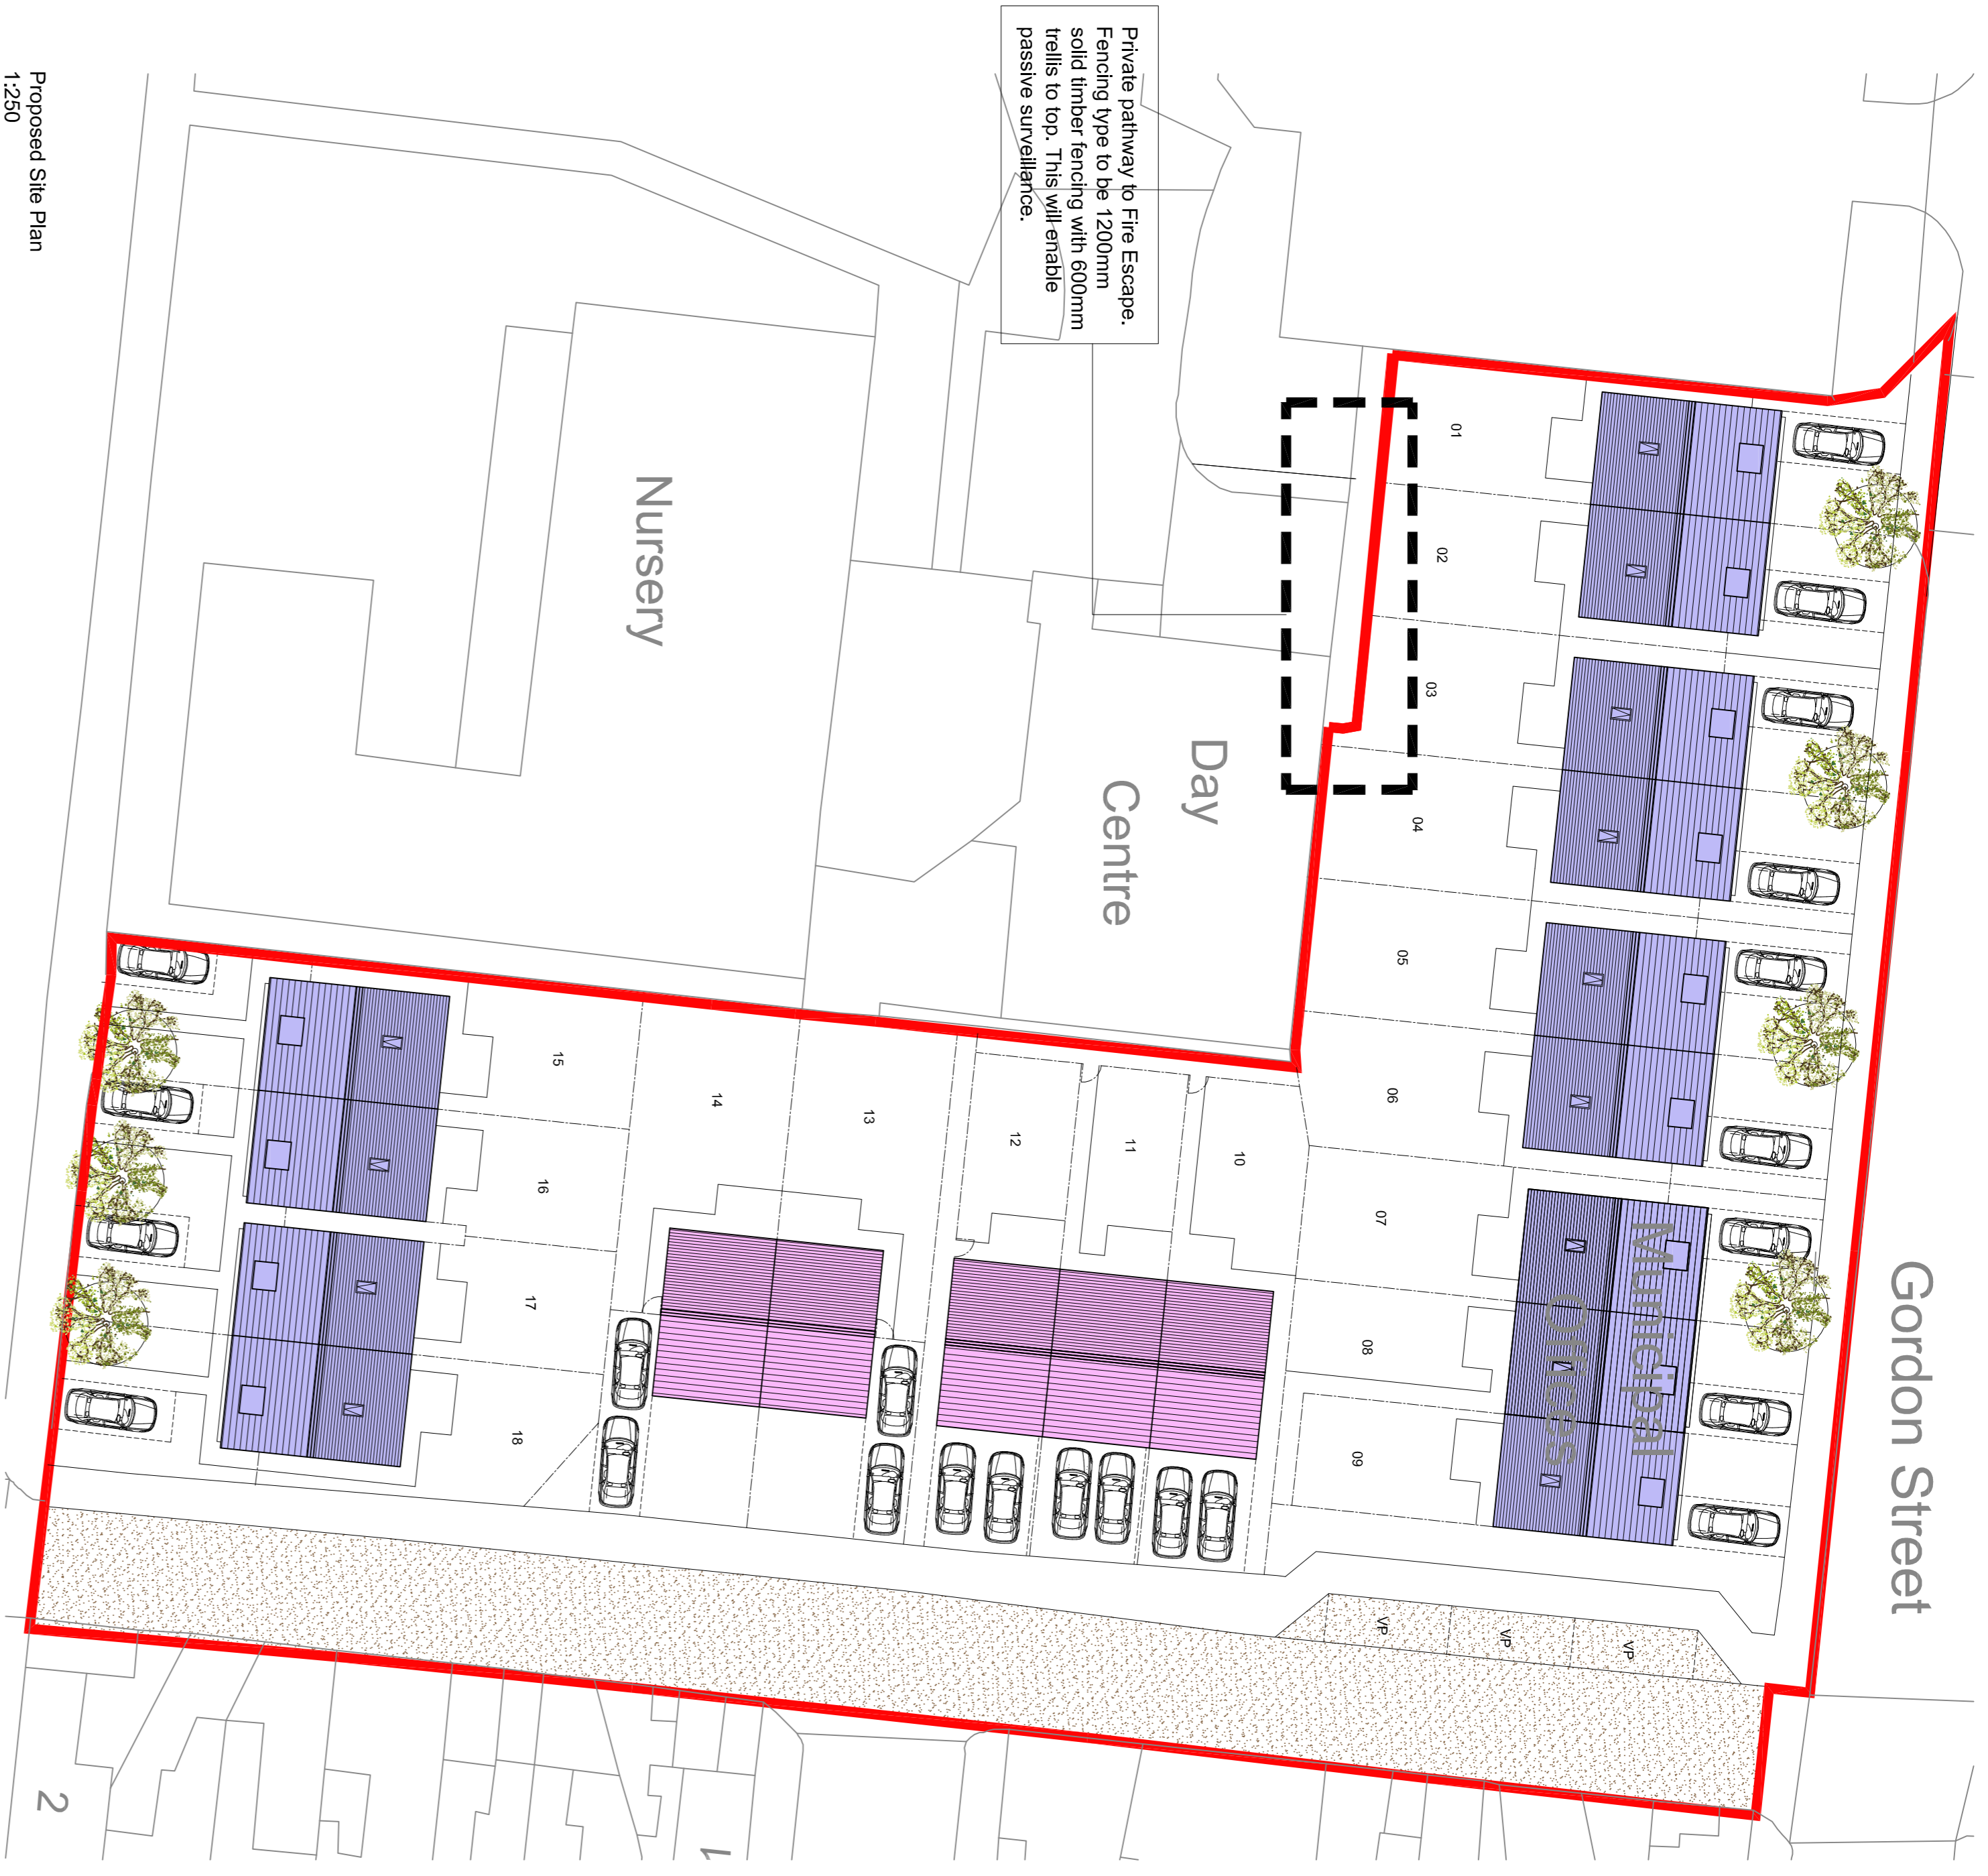 Private pathway to Fire Escape.
Fencing type to be 1200mm
solid timber fencing with 600mm
trellis to top. This will enable
passive surveillance.
Proposed Site Plan
1:250
Gordon Street
Municipal
Offices
Day
Centre
Nursery
01
02
03
04
05
06
07
08
09
10
11
12
13
14
15
16
17
18
VP
VP
VP
2